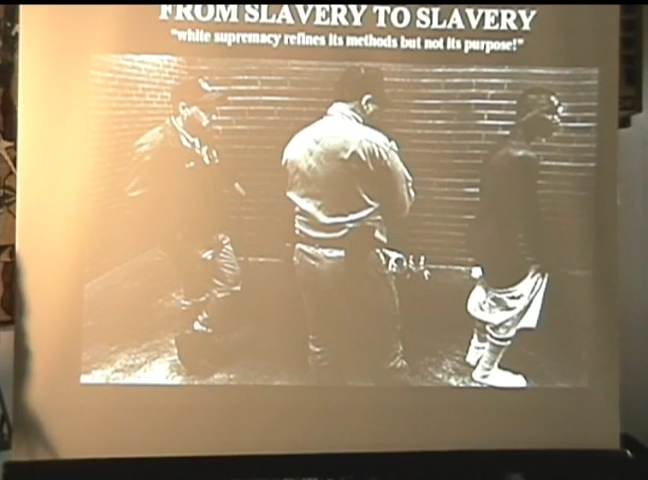 FROM SLAVERY TO SLAVERY
"white supremacy refines its methods but not its purpose!"